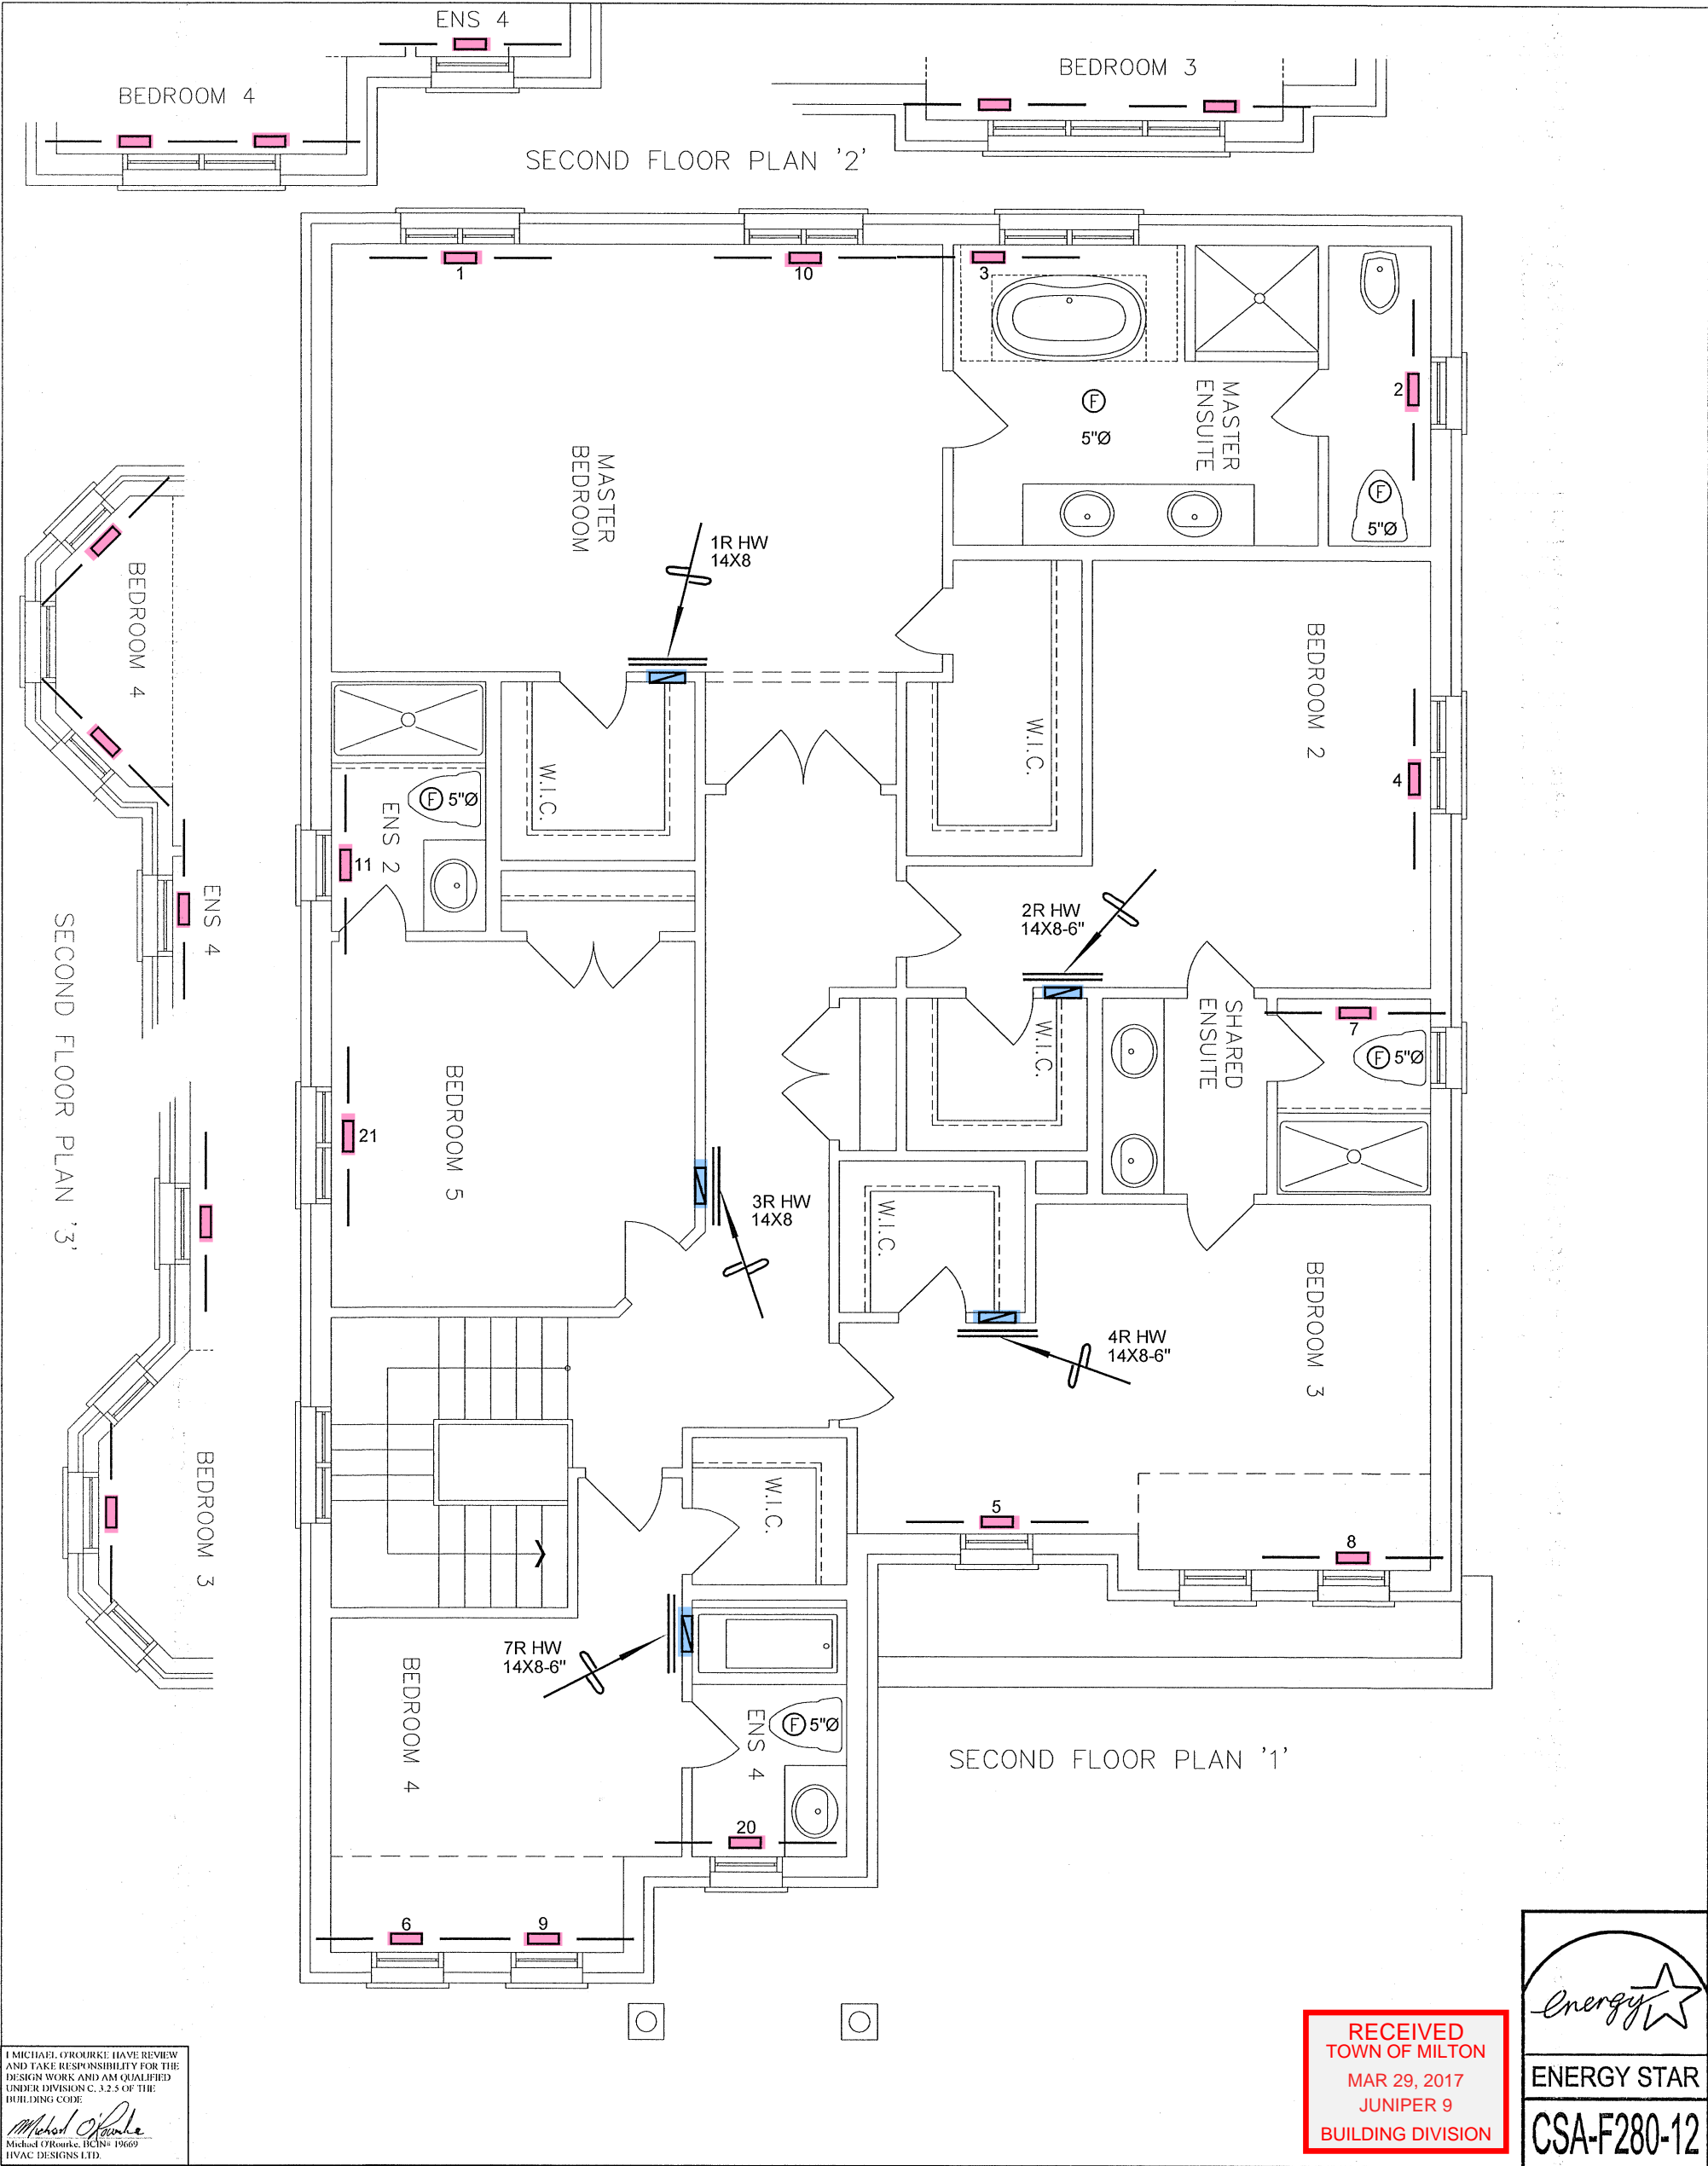 ENS 4
BEDROOM 4
BEDROOM 3
SECOND FLOOR PLAN '2'
1
10
3
2
MASTER
ENSUITE
F
5"Ø
F
5"Ø
MASTER
BEDROOM
1R HW
14X8
BEDROOM 4
BEDROOM 2
W.I.C.
W.I.C.
4
F 5"Ø
ENS 2
11
ENS 4
2R HW
14X8-6"
SECOND FLOOR PLAN '3'
SHARED
ENSUITE
W.I.C.
7
F 5"Ø
BEDROOM 5
21
3R HW
14X8
W.I.C.
BEDROOM 3
4R HW
14X8-6"
BEDROOM 3
W.I.C.
5
8
7R HW
14X8-6"
BEDROOM 4
ENS 4
F 5"Ø
SECOND FLOOR PLAN '1'
20
6
9
I MICHAEL O'ROURKE HAVE REVIEW
AND TAKE RESPONSIBILITY FOR THE
DESIGN WORK AND AM QUALIFIED
UNDER DIVISION C, 3.2.5 OF THE
BUILDING CODE
Michael O'Rourke
Michael O'Rourke, BCIN# 19669
HVAC DESIGNS LTD.
RECEIVED
TOWN OF MILTON
MAR 29, 2017
JUNIPER 9
BUILDING DIVISION
energy
ENERGY STAR
CSA-F280-12